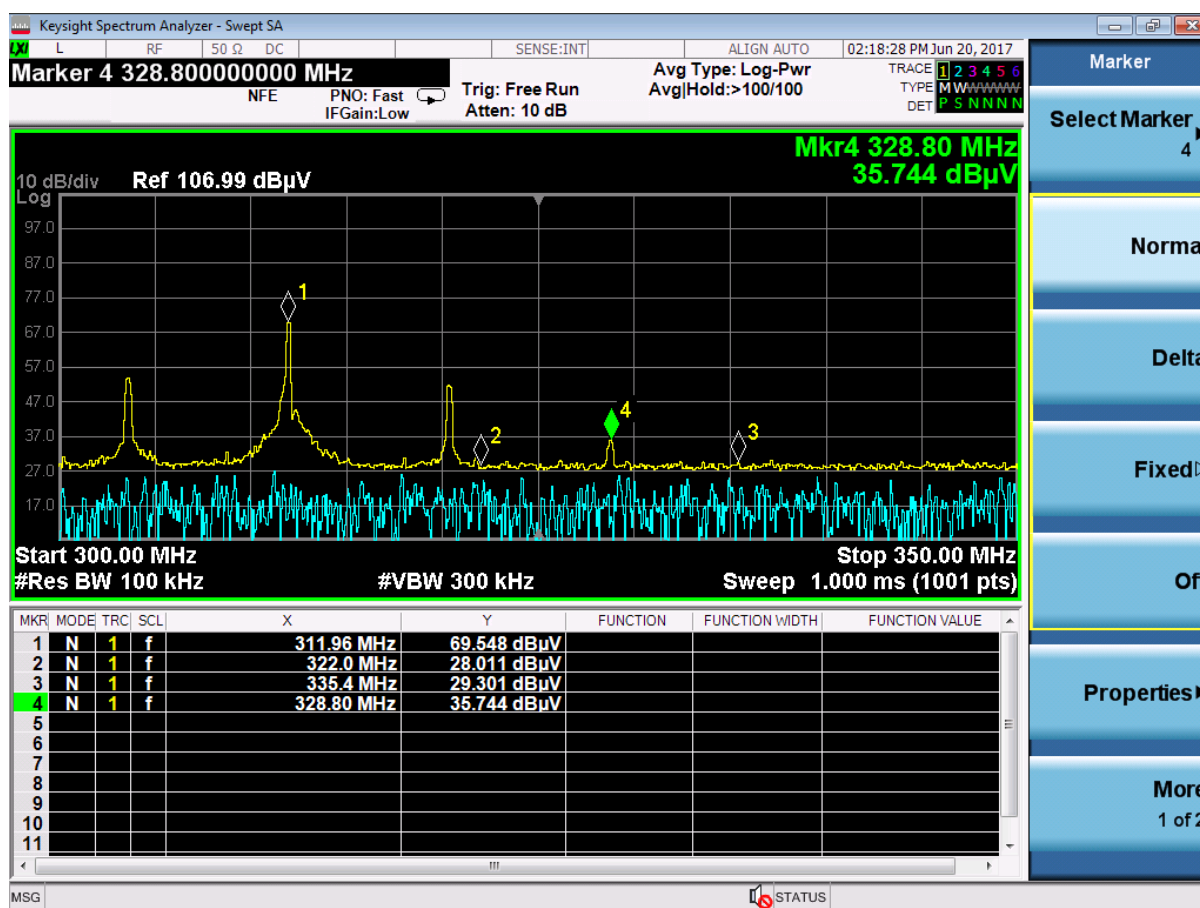 Keysight Spectrum Analyzer - Swept SA
LXI L RF 50 Ω DC SENSE:INT ALIGN AUTO 02:18:28 PM Jun 20, 2017
Marker 4 328.800000000 MHz
NFE
PNO: Fast
IFGain:Low
Trig: Free Run
Atten: 10 dB
Avg Type: Log-Pwr
Avg|Hold:>100/100
TRACE 1 2 3 4 5 6
TYPE M W W W W W
DET P S N N N N
Mkr4 328.80 MHz
35.744 dBµV
10 dB/div Ref 106.99 dBµV
Log
97.0
87.0
77.0
67.0
57.0
47.0
37.0
27.0
17.0
1
2
4
3
Start 300.00 MHz Stop 350.00 MHz
#Res BW 100 kHz #VBW 300 kHz Sweep 1.000 ms (1001 pts)
MKR MODE TRC SCL X Y FUNCTION FUNCTION WIDTH FUNCTION VALUE
1 N 1 f 311.96 MHz 69.548 dBµV
2 N 1 f 322.0 MHz 28.011 dBµV
3 N 1 f 335.4 MHz 29.301 dBµV
4 N 1 f 328.80 MHz 35.744 dBµV
5
6
7
8
9
10
11
MSG STATUS
Marker
Select Marker
4
Norma
Delta
Fixed
Of
Properties
More
1 of 2